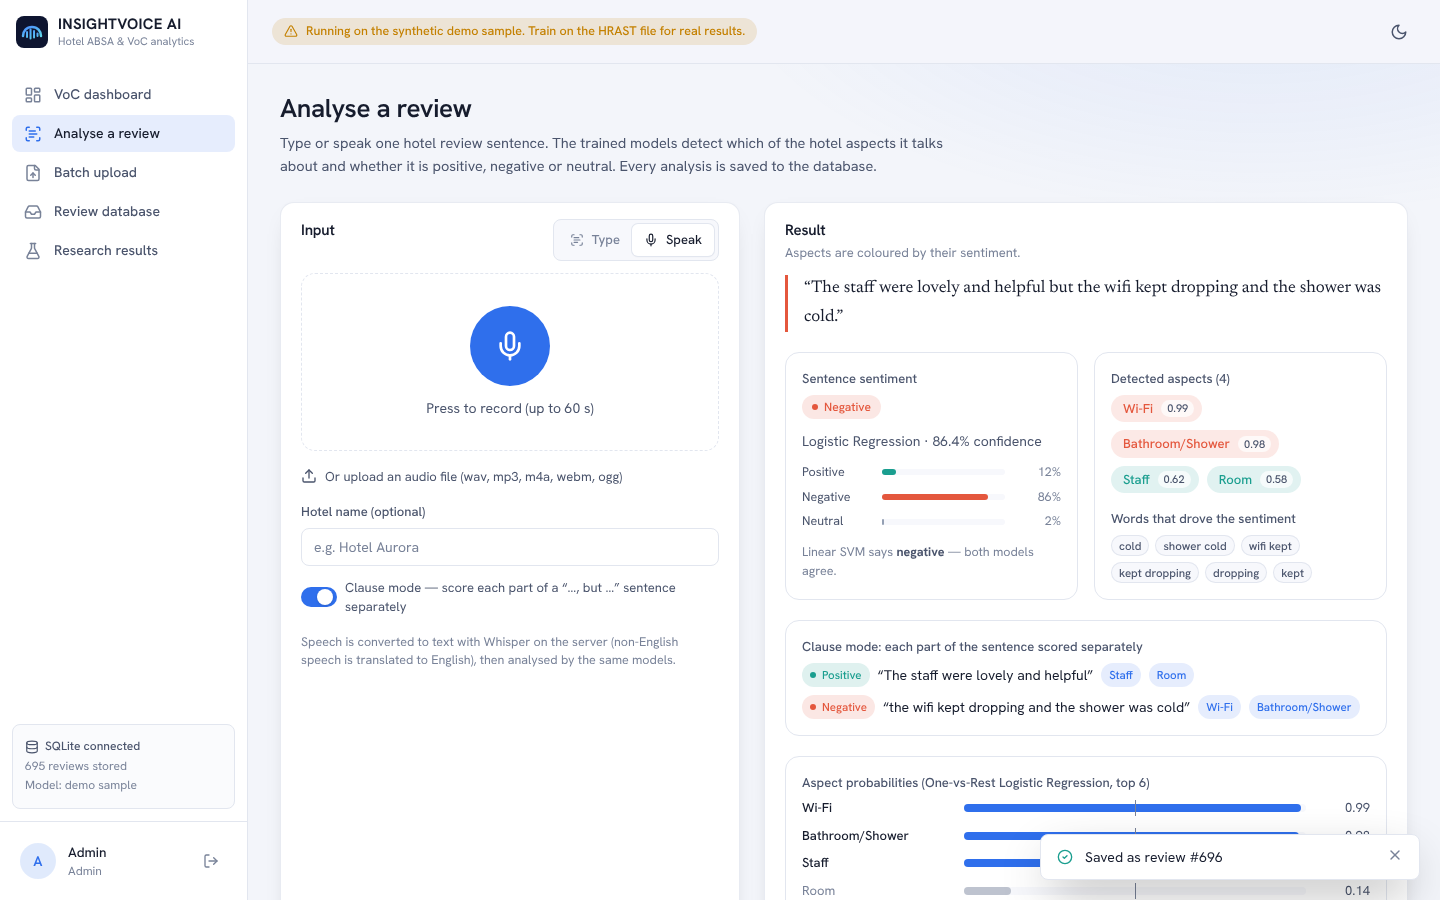 INSIGHTVOICE AI
Hotel ABSA & VoC analytics
VoC dashboard
Analyse a review
Batch upload
Review database
Research results
SQLite connected
695 reviews stored
Model: demo sample
A
Admin
Admin
Running on the synthetic demo sample. Train on the HRAST file for real results.
Analyse a review
Type or speak one hotel review sentence. The trained models detect which of the hotel aspects it talks
about and whether it is positive, negative or neutral. Every analysis is saved to the database.
Input
Type
Speak
Press to record (up to 60 s)
Or upload an audio file (wav, mp3, m4a, webm, ogg)
Hotel name (optional)
e.g. Hotel Aurora
Clause mode — score each part of a “…, but …” sentence
separately
Speech is converted to text with Whisper on the server (non-English
speech is translated to English), then analysed by the same models.
Result
Aspects are coloured by their sentiment.
“The staff were lovely and helpful but the wifi kept dropping and the shower was
cold.”
Sentence sentiment
Negative
Logistic Regression · 86.4% confidence
Positive 12%
Negative 86%
Neutral 2%
Linear SVM says negative — both models
agree.
Detected aspects (4)
Wi-Fi 0.99
Bathroom/Shower 0.98
Staff 0.62 Room 0.58
Words that drove the sentiment
cold shower cold wifi kept
kept dropping dropping kept
Clause mode: each part of the sentence scored separately
Positive “The staff were lovely and helpful” Staff Room
Negative “the wifi kept dropping and the shower was cold” Wi-Fi Bathroom/Shower
Aspect probabilities (One-vs-Rest Logistic Regression, top 6)
Wi-Fi 0.99
Bathroom/Shower
Staff
Room 0.14
Saved as review #696